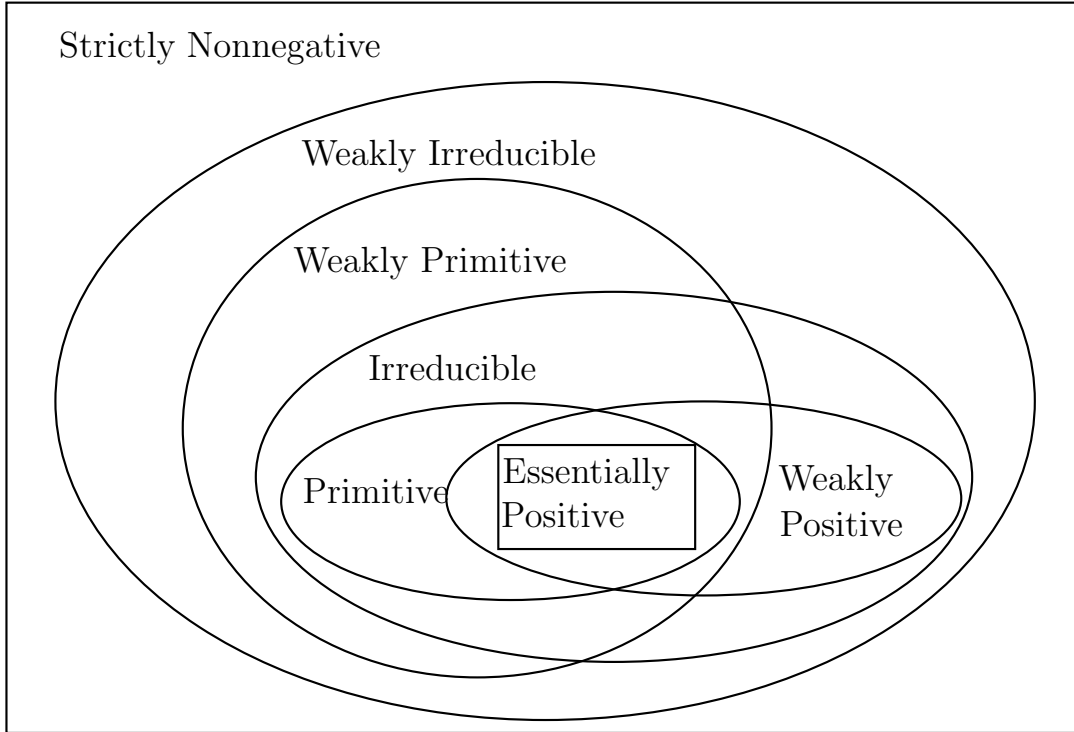 Strictly Nonnegative
Weakly Irreducible
Weakly Primitive
Irreducible
Primitive
Essentially
Positive
Weakly
Positive